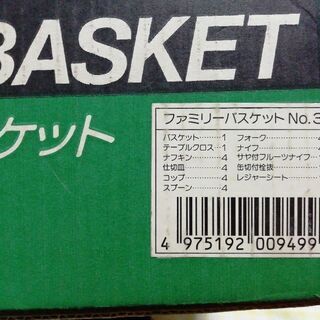 BASKET
ケット
ファミリーバスケット No.3
バスケット……1
テーブルクロス…1
ナフキン………4
仕切皿…………4
コップ…………4
スプーン………4
フォーク………
ナイフ…………
サヤ付フルーツナイフ…
缶切付栓抜……
レジャーシート…
4 975192 009499